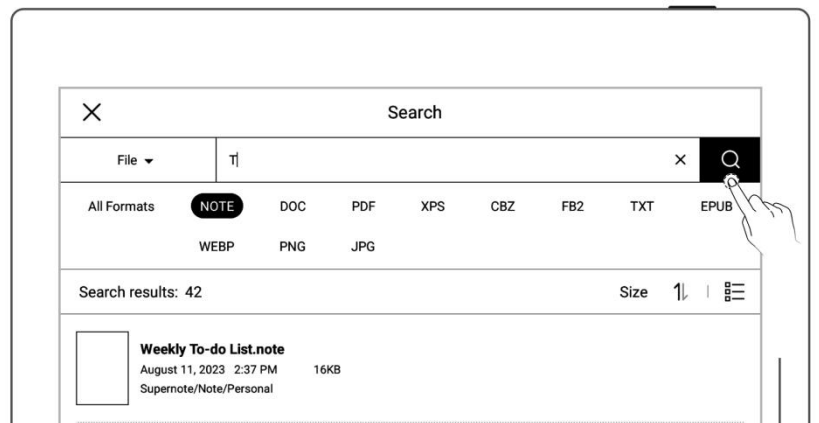 Search
File T
All Formats NOTE DOC PDF XPS CBZ FB2 TXT EPUB
WEBP PNG JPG
Search results: 42 Size
Weekly To-do List.note
August 11, 2023 2:37 PM 16KB
Supernote/Note/Personal